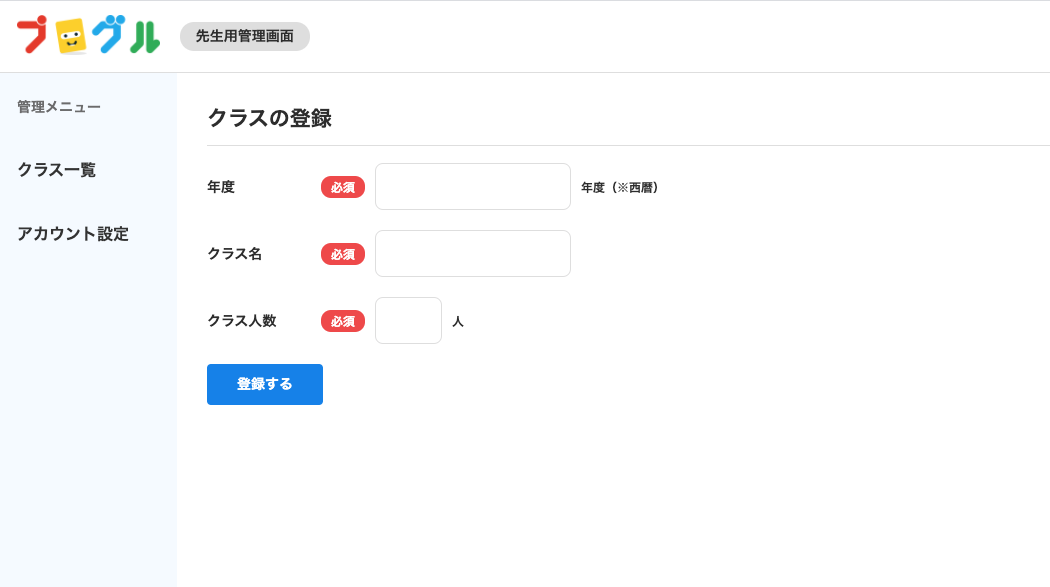 プログル
先生用管理画面
管理メニュー
クラス一覧
アカウント設定
クラスの登録
年度 必須 年度（※西暦）
クラス名 必須
クラス人数 必須 人
登録する